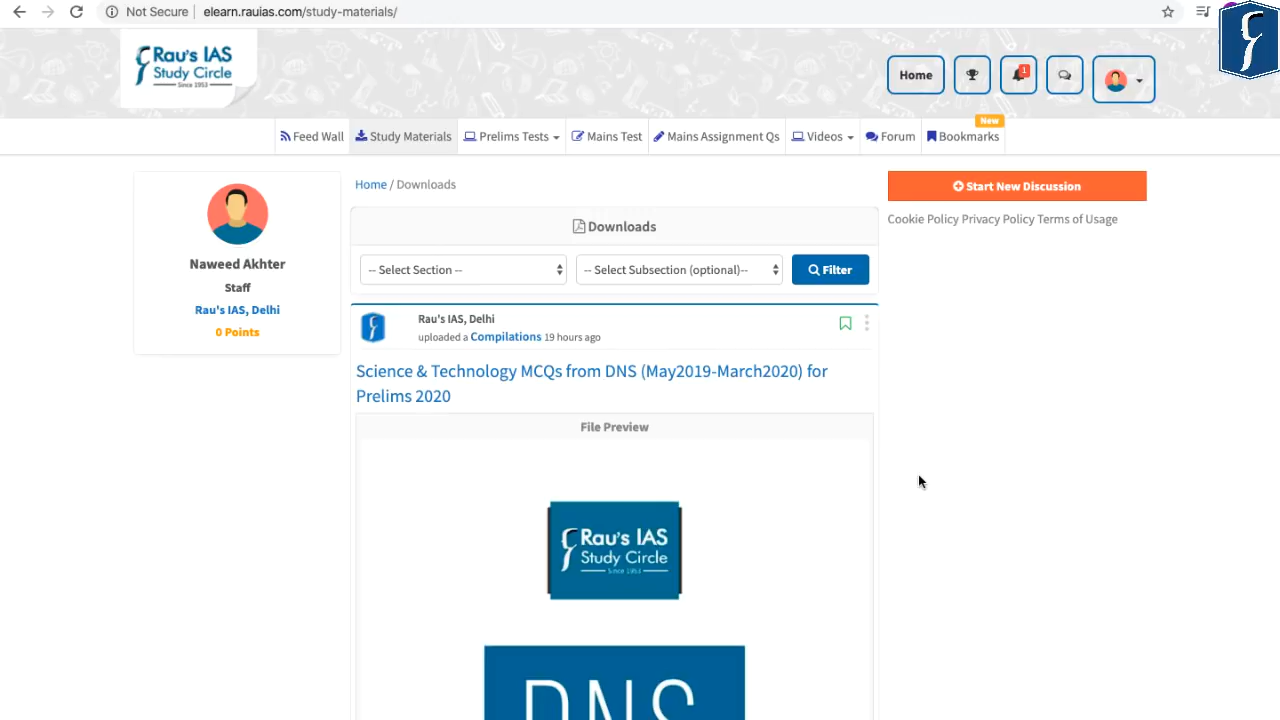 Not Secure elearn.rauias.com/study-materials/
Rau's IAS
Study Circle
Since 1953
Home
1
New
Feed Wall Study Materials Prelims Tests Mains Test Mains Assignment Qs Videos Forum Bookmarks
Naweed Akhter
Staff
Rau's IAS, Delhi
0 Points
Home / Downloads
Downloads
-- Select Section -- -- Select Subsection (optional)-- Filter
Rau's IAS, Delhi
uploaded a Compilations 19 hours ago
Science & Technology MCQs from DNS (May2019-March2020) for
Prelims 2020
File Preview
Rau's IAS
Study Circle
Since 1953
DNS
Start New Discussion
Cookie Policy Privacy Policy Terms of Usage